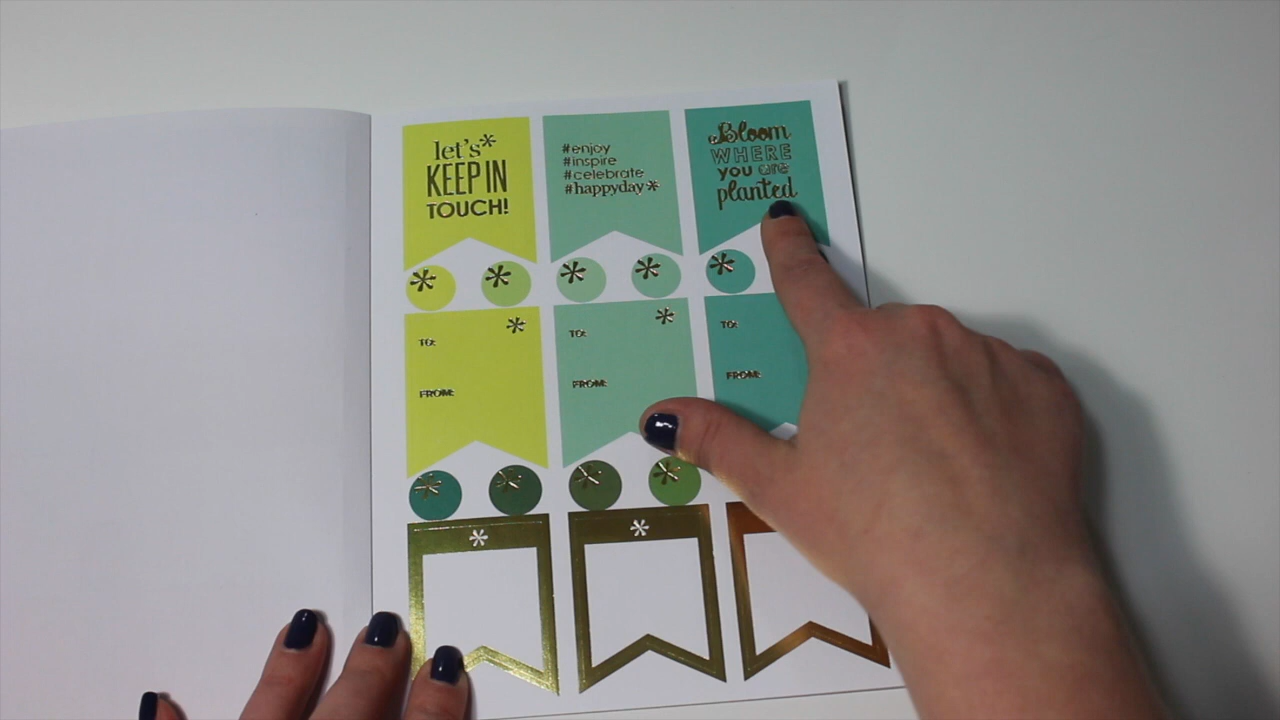 let's*
KEEP IN
TOUCH!
#enjoy
#inspire
#celebrate
#happyday*
Bloom
WHERE
you are
planted
TO:
FROM:
TO:
FROM:
TO:
FROM: